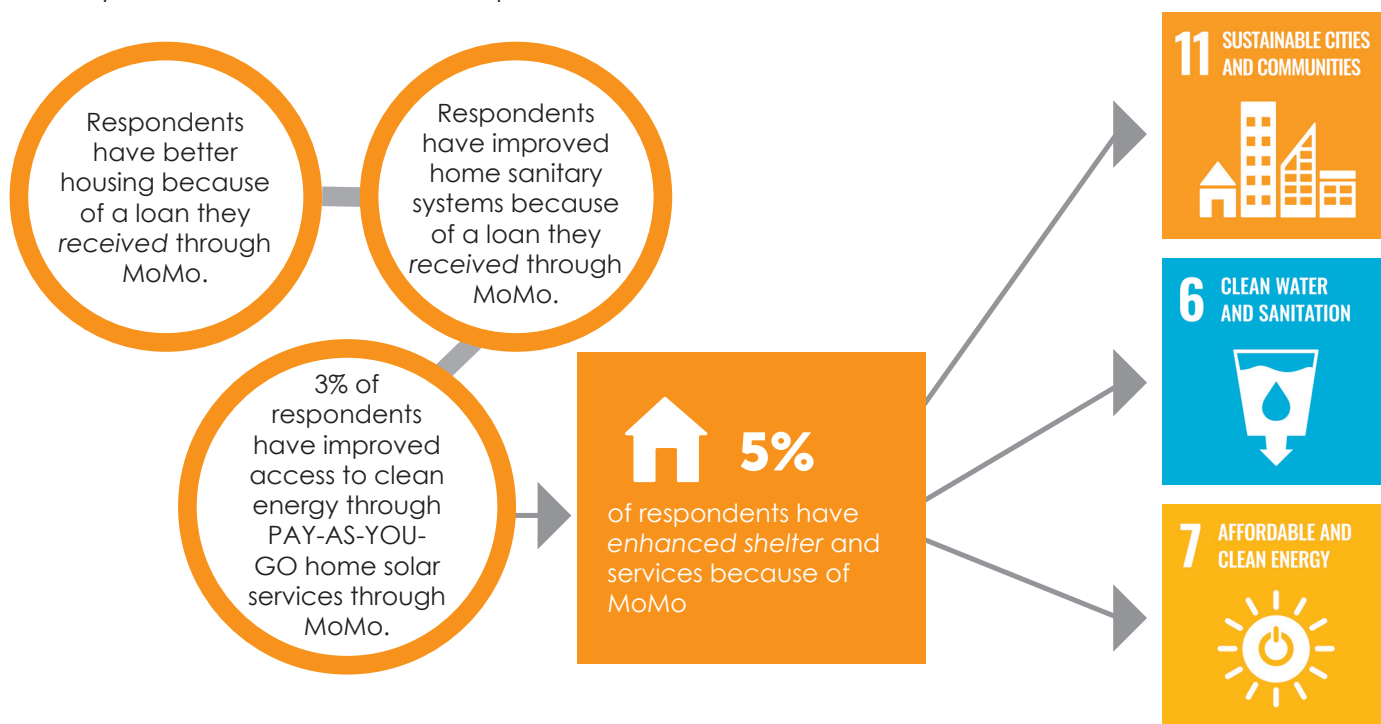 Respondents
have better
housing because
of a loan they
received through
MoMo.
Respondents
have improved
home sanitary
systems because
of a loan they
received through
MoMo.
3% of
respondents
have improved
access to clean
energy through
PAY-AS-YOU-
GO home solar
services through
MoMo.
5%
of respondents have
enhanced shelter and
services because of
MoMo
11 SUSTAINABLE CITIES
AND COMMUNITIES
6 CLEAN WATER
AND SANITATION
7 AFFORDABLE AND
CLEAN ENERGY